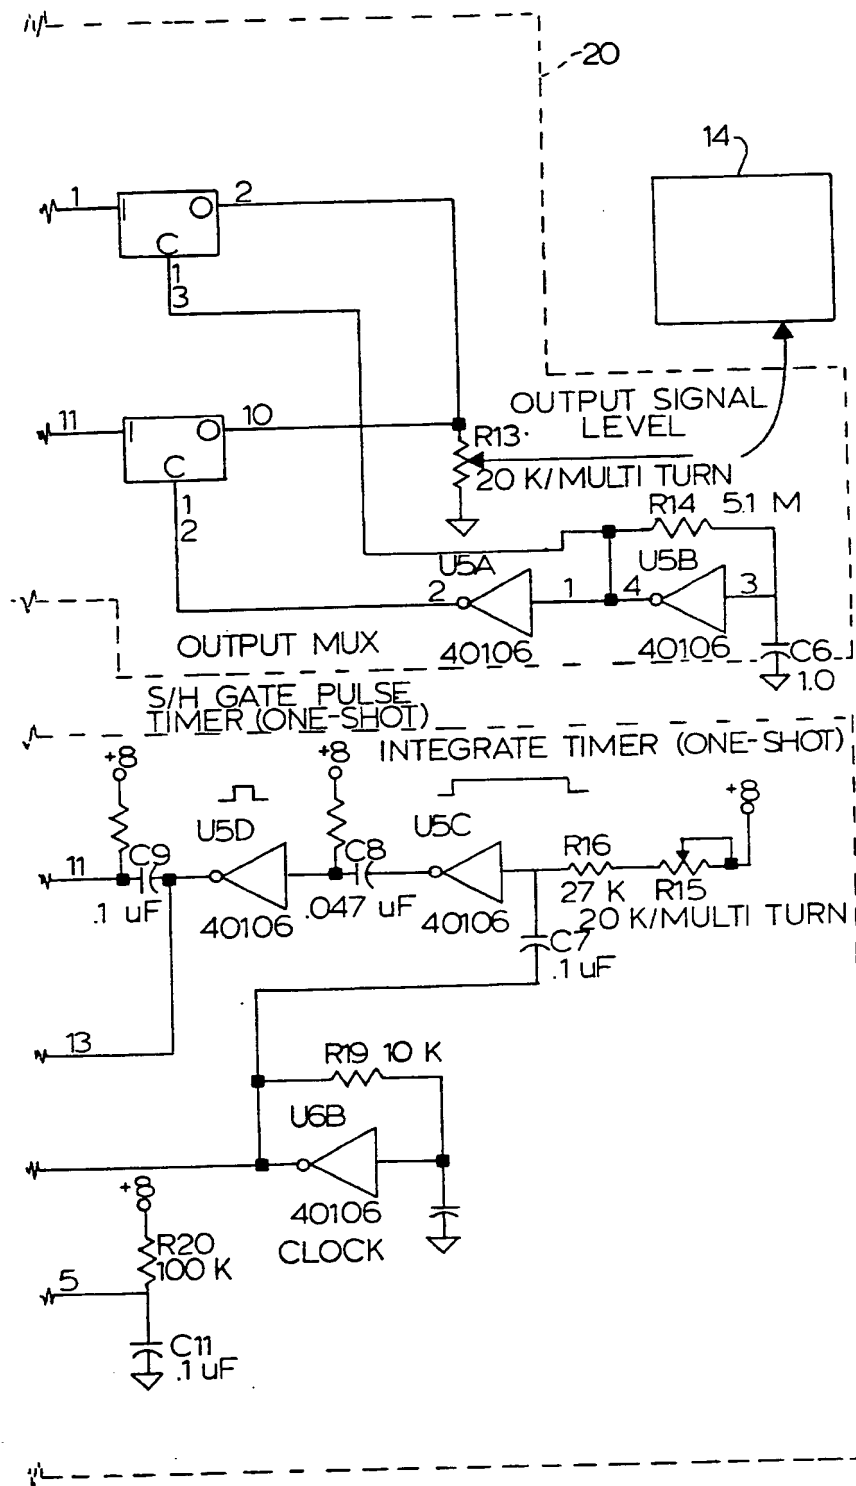 20
14
1
I
O
2
C
1
3
11
I
O
10
C
1
2
OUTPUT SIGNAL
LEVEL
R13
20 K/MULTI TURN
R14 5.1 M
U5A
U5B
2
1
4
3
40106
40106
C6
1.0
OUTPUT MUX
S/H GATE PULSE
TIMER (ONE-SHOT)
INTEGRATE TIMER (ONE-SHOT)
+8
+8
+8
U5D
U5C
11
C9
.1 uF
40106
C8
.047 uF
40106
R16
27 K
R15
20 K/MULTI TURN
C7
.1 uF
13
R19 10 K
U6B
40106
CLOCK
+8
R20
100 K
5
C11
.1 uF